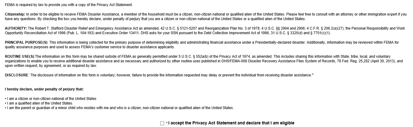 FEMA is required by law to provide you with a copy of the Privacy Act Statement.
Citizenship: In order to be eligible to receive FEMA Disaster Assistance, a member of the household must be a citizen, non-citizen national or qualified alien of the United States. Please feel free to consult with an attorney or other immigration expert if you have any questions. By checking the box you hereby declare, under penalty of perjury that you are a citizen or non-citizen national of the United States or a qualified alien of the United States.
AUTHORITY: The Robert T. Stafford Disaster Relief and Emergency Assistance Act as amended, 42 U.S.C. § 5121-5207 and Reorganization Plan No. 3 of 1978; 4 U.S.C. §§ 2904 and 2906; 4 C.F.R. § 206.2(a)(27); the Personal Responsibility and Work Opportunity Reconciliation Act of 1996 (Pub. L. 104-193) and Executive Order 13411. DHS asks for your SSN pursuant to the Debt Collection Improvement Act of 1996, 31 U.S.C. § 3325(d) and § 7701(c)(1).
PRINCIPAL PURPOSE(S): This information is being collected for the primary purpose of determining eligibility and administrating financial assistance under a Presidentially-declared disaster. Additionally, information may be reviewed within FEMA for quality assurance purposes and used to assess FEMA's customer service to disaster assistance applicants.
ROUTINE USE(S): The information on this form may be shared outside of FEMA as generally permitted under 5 U.S.C. § 552a(b) of the Privacy Act of 1974, as amended. This includes sharing this information with State, tribal, local, and voluntary organizations to enable you to receive additional disaster assistance and as necessary and authorized by other routine uses published in DHS/FEMA-008 Disaster Recovery Assistance Files System of Records, 78 Fed. Reg. 25,282 (April 30, 2013), and upon written request, by agreement, or as required by law.
DISCLOSURE: The disclosure of information on this form is voluntary; however, failure to provide the information requested may delay or prevent the individual from receiving disaster assistance.*
I hereby declare, under penalty of perjury that:
• I am a citizen or non-citizen national of the United States
• I am a qualified alien of the United States
• I am the parent or guardian of a minor child who resides with me and who is a citizen, non-citizen national or qualified alien of the United States
* I accept the Privacy Act Statement and declare that I am eligible